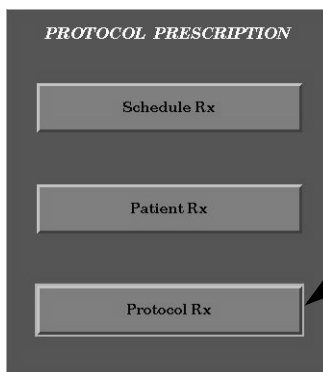 PROTOCOL PRESCRIPTION
Schedule Rx
Patient Rx
Protocol Rx